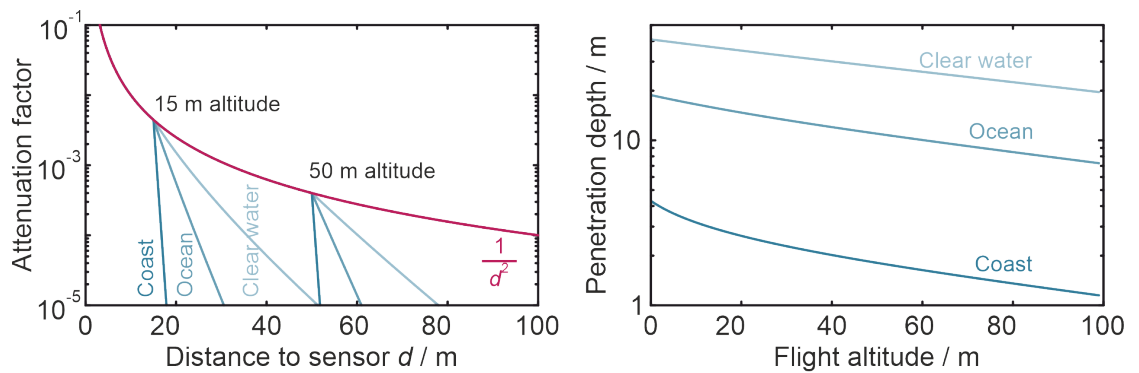 10⁻¹
10⁻³
10⁻⁵
Attenuation factor
15 m altitude
50 m altitude
Coast
Ocean
Clear water
1
d²
0
20
40
60
80
100
Distance to sensor d / m
Penetration depth / m
10
1
Clear water
Ocean
Coast
0
20
40
60
80
100
Flight altitude / m